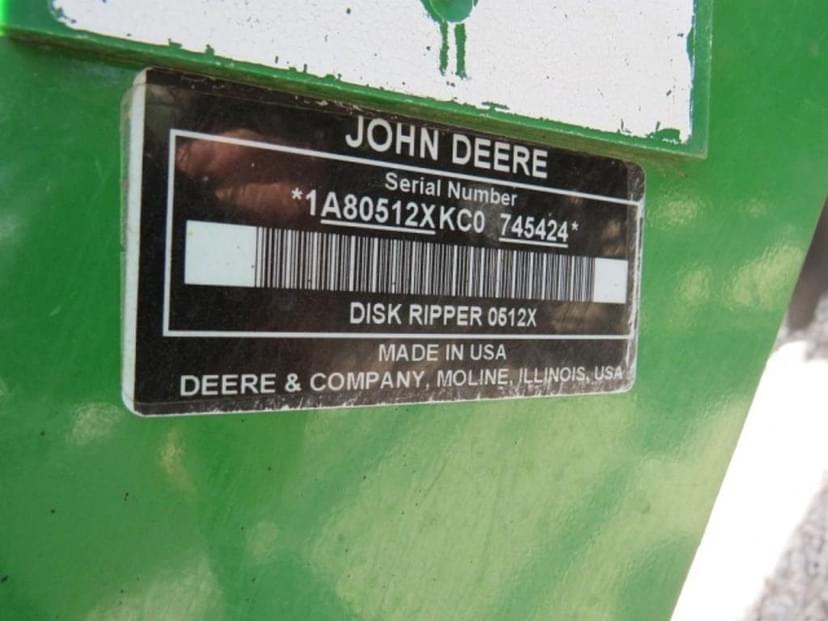 JOHN DEERE
Serial Number
*1A80512XKC0 745424*
DISK RIPPER 0512X
MADE IN USA
DEERE & COMPANY, MOLINE, ILLINOIS, USA